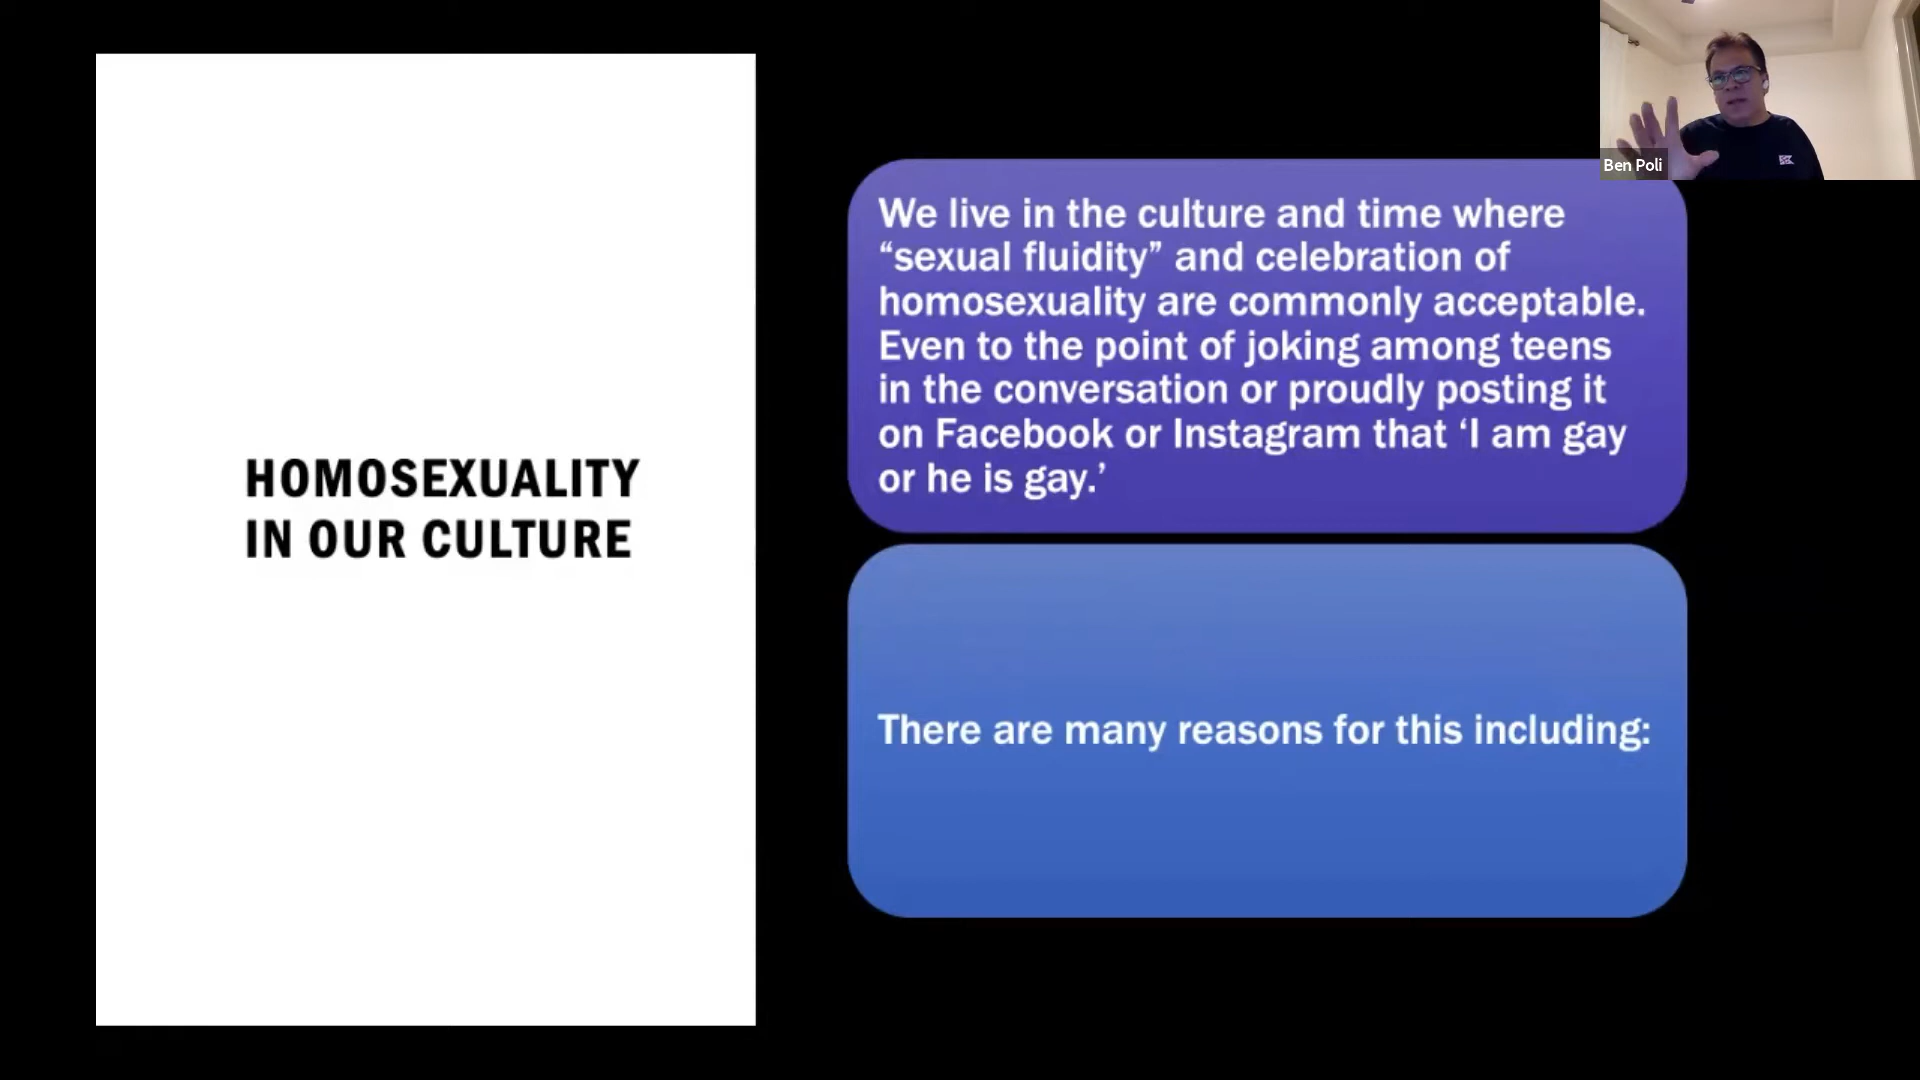 HOMOSEXUALITY
IN OUR CULTURE
We live in the culture and time where
“sexual fluidity” and celebration of
homosexuality are commonly acceptable.
Even to the point of joking among teens
in the conversation or proudly posting it
on Facebook or Instagram that ‘I am gay
or he is gay.’
There are many reasons for this including:
Ben Poli